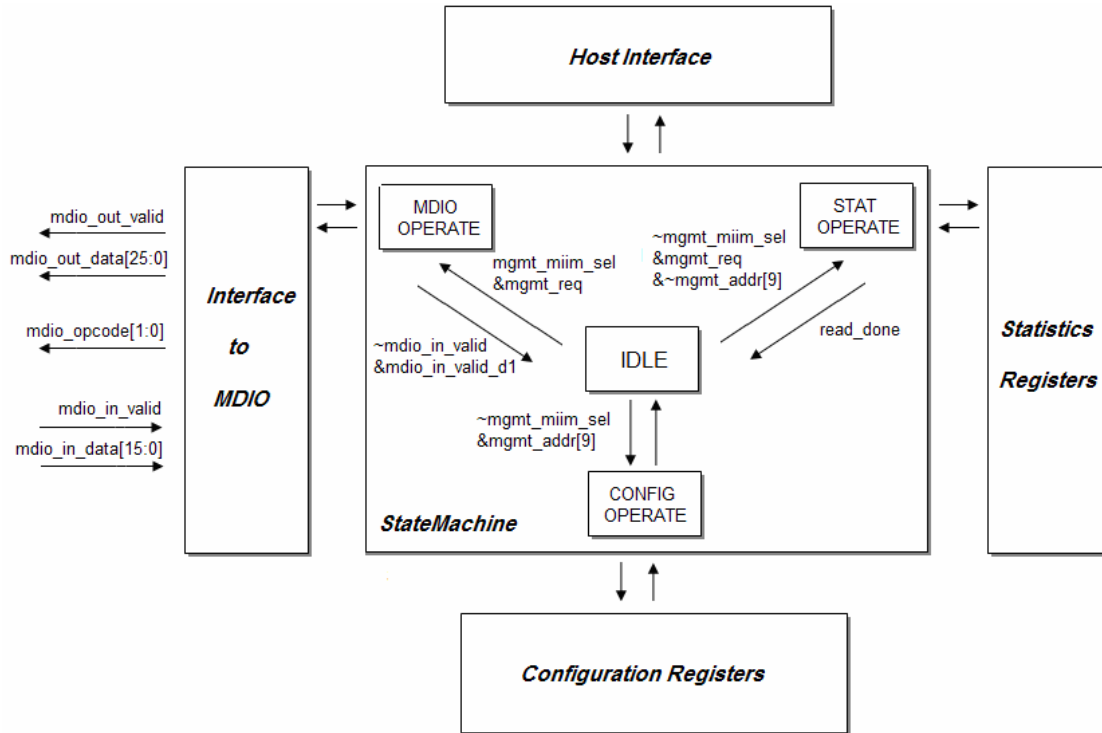 Host Interface
mdio_out_valid
mdio_out_data[25:0]
mdio_opcode[1:0]
mdio_in_valid
mdio_in_data[15:0]
Interface
to
MDIO
MDIO
OPERATE
STAT
OPERATE
mgmt_miim_sel
&mgmt_req
~mgmt_miim_sel
&mgmt_req
&~mgmt_addr[9]
~mdio_in_valid
&mdio_in_valid_d1
IDLE
read_done
~mgmt_miim_sel
&mgmt_addr[9]
CONFIG
OPERATE
StateMachine
Statistics
Registers
Configuration Registers